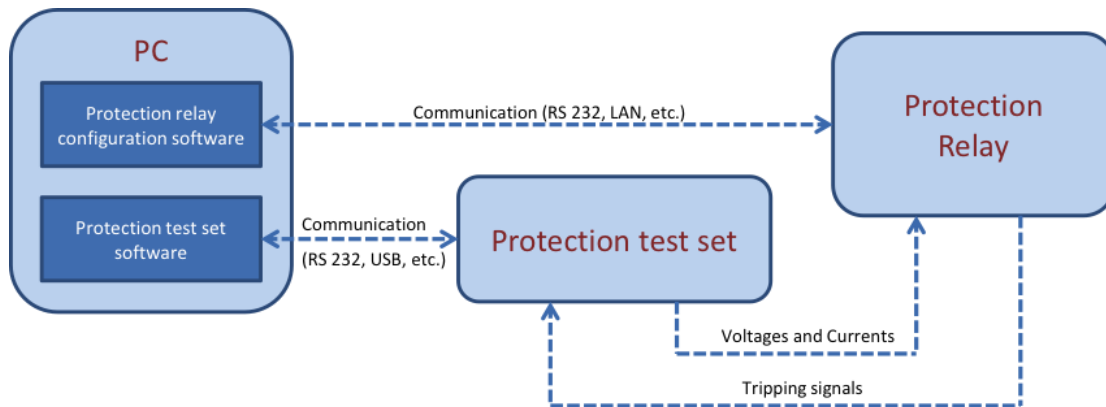 PC
Protection relay
configuration software
Communication (RS 232, LAN, etc.)
Protection
Relay
Protection test set
software
Communication
(RS 232, USB, etc.)
Protection test set
Voltages and Currents
Tripping signals